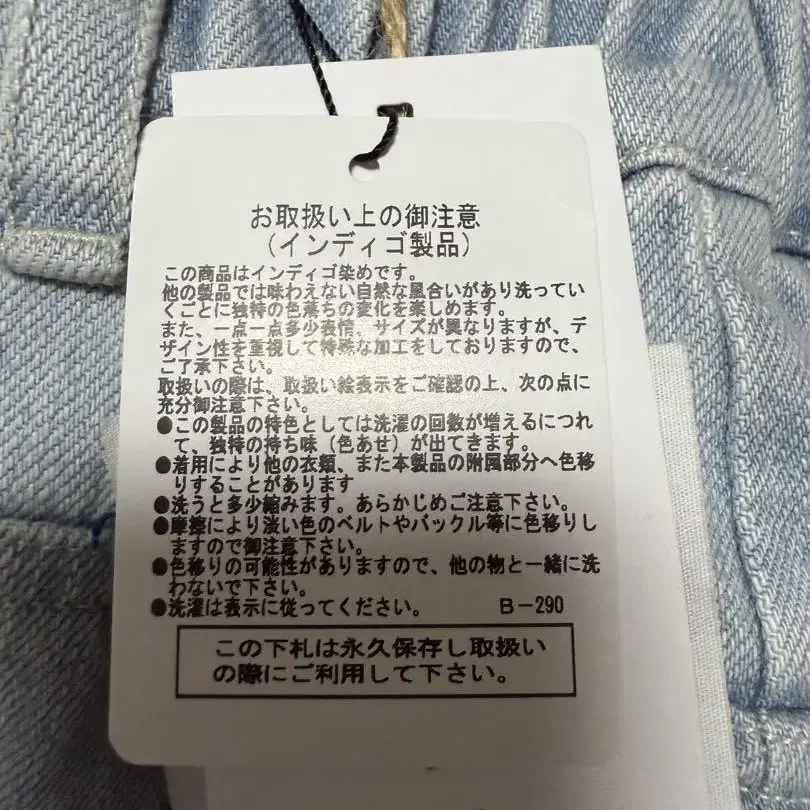 お取扱い上の御注意
（インディゴ製品）
この商品はインディゴ染めです。
他の製品では味わえない自然な風合いがあり洗ってい
くごとに独特の色落ちの変化を楽しめます。
また、一点一点多少表情、サイズが異なりますが、デ
ザイン性を重視して特殊な加工をしておりますので、
ご了承下さい。
取扱いの際は、取扱い絵表示をご確認の上、次の点に
充分御注意下さい。
●この製品の特色としては洗濯の回数が増えるにつれ
て、独特の持ち味（色あせ）が出てきます。
●着用により他の衣類、また本製品の附属部分へ色移
りすることがあります
●洗うと多少縮みます。あらかじめご注意下さい。
●摩擦により淡い色のベルトやバックル等に色移りし
ますので御注意下さい。
●色移りの可能性がありますので、他の物と一緒に洗
わないで下さい。
●洗濯は表示に従ってください。 B－290
この下札は永久保存し取扱い
の際にご利用して下さい。